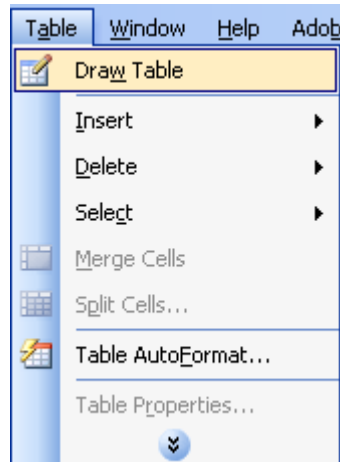 Table Window Help Adob
Draw Table
Insert
Delete
Select
Merge Cells
Split Cells...
Table AutoFormat...
Table Properties...